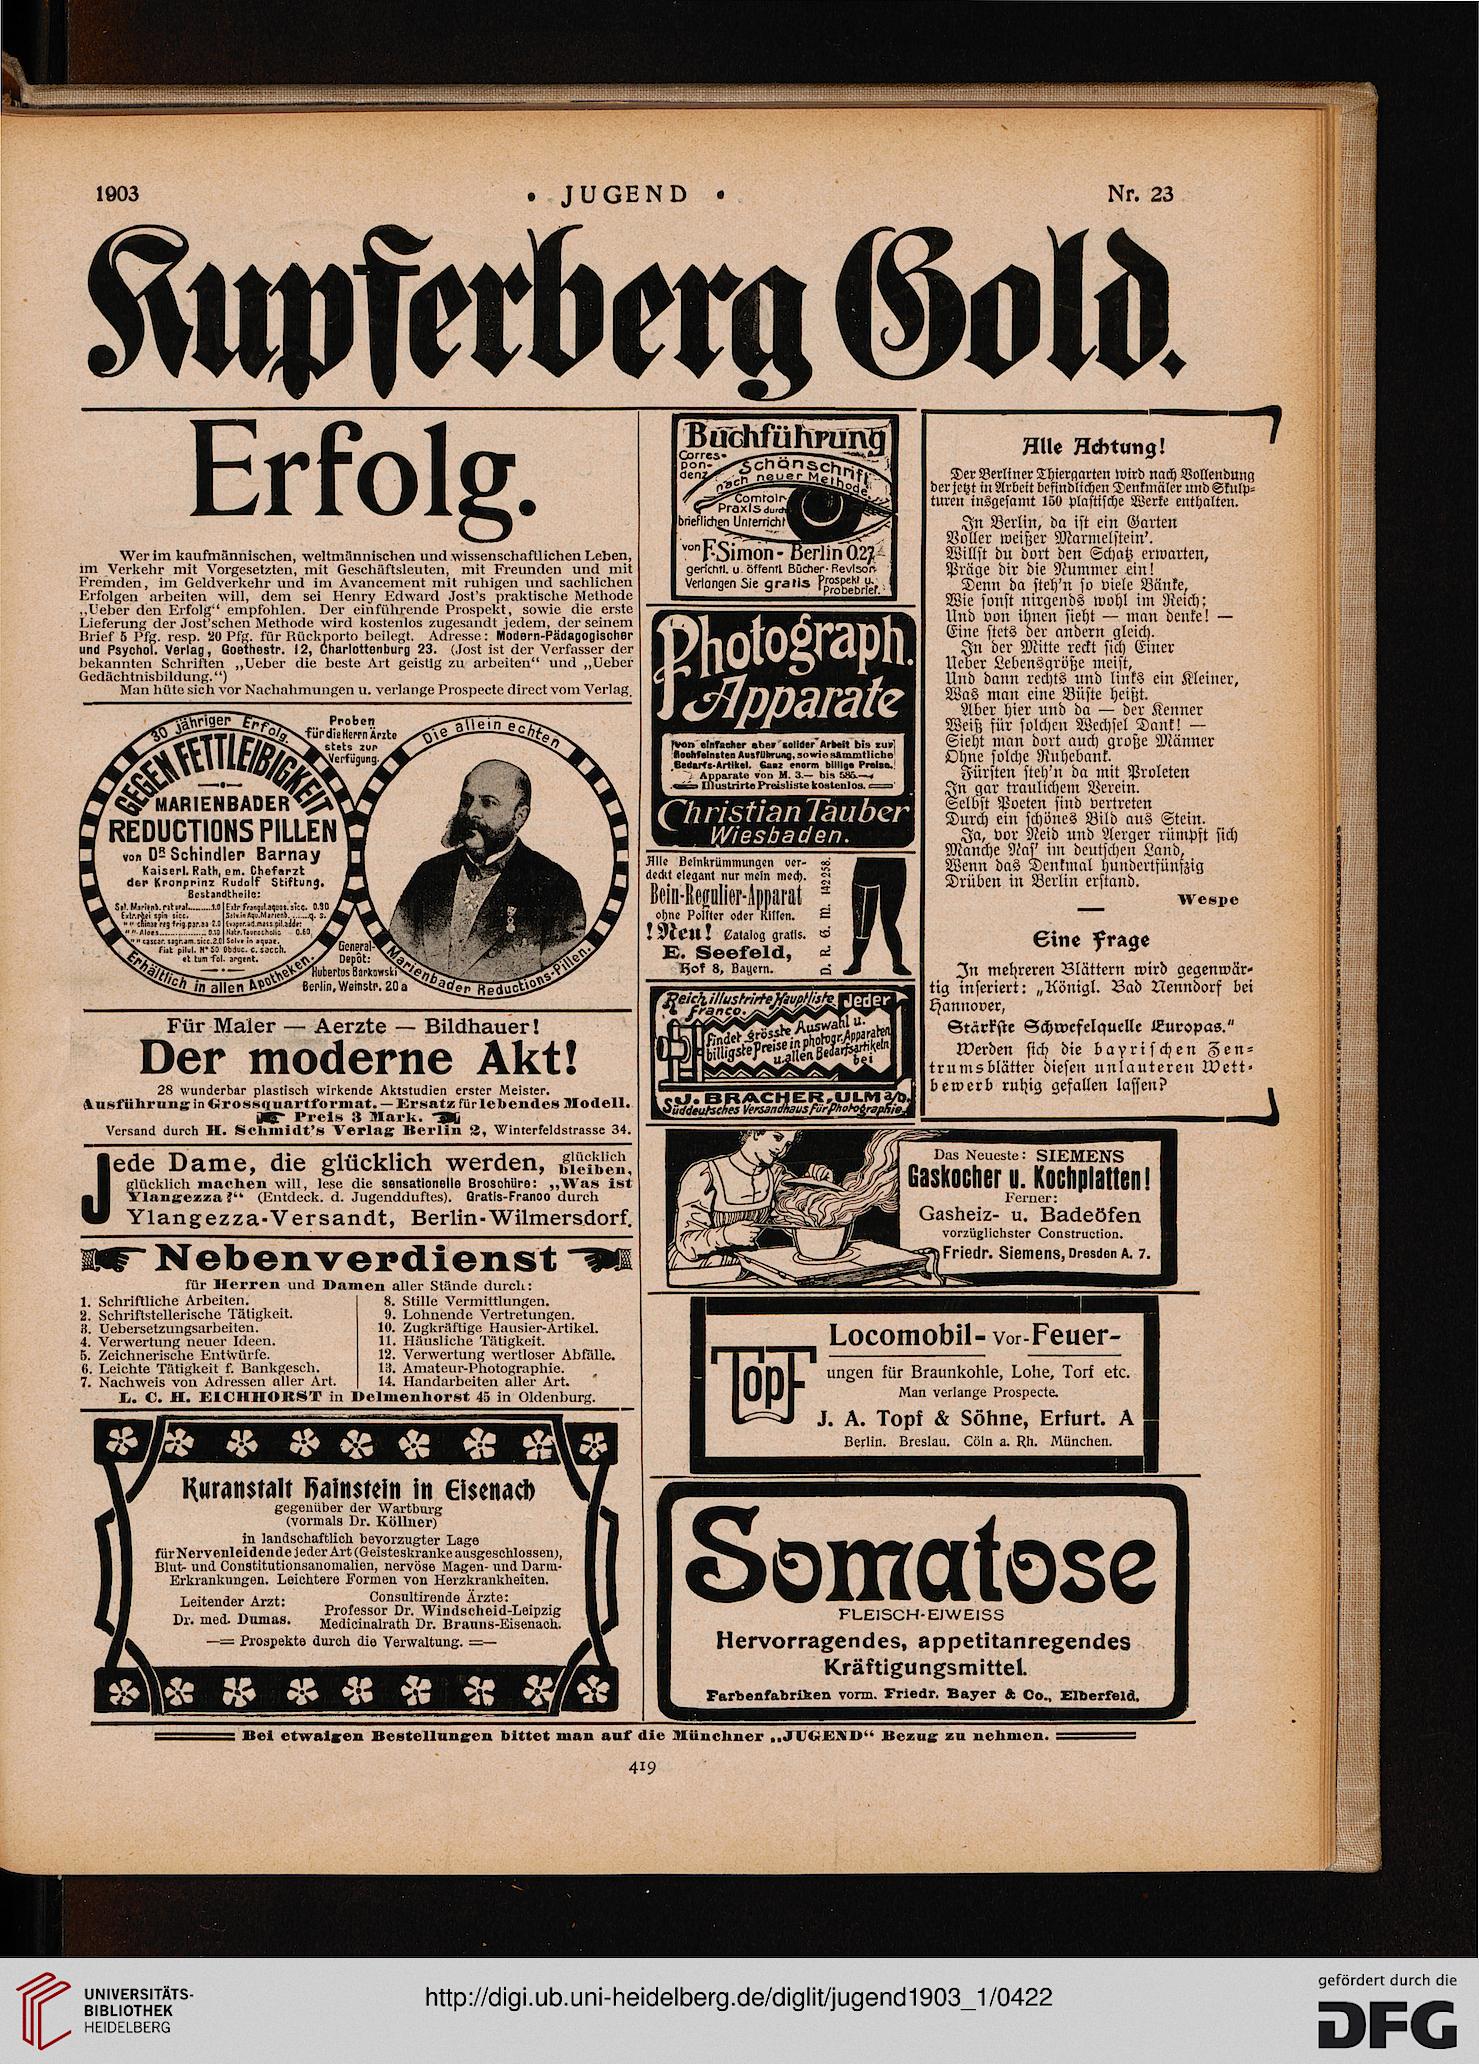 1903
• JUGEND •
Nr. 23
Kupferberg Gold.
Erfolg.
Wer im kaufmännischen, weltmännischen und wissenschaftlichen Leben,
im Verkehr mit Vorgesetzten, mit Geschäftsleuten, mit Freunden und mit
Fremden, im Geldverkehr und im Avancement mit ruhigen und sachlichen
Erfolgen arbeiten will, dem sei Henry Edward Jost's praktische Methode
„Ueber den Erfolg“ empfohlen. Der einführende Prospekt, sowie die erste
Lieferung der Jost'schen Methode wird kostenlos zugesandt jedem, der seinem
Brief 5 Pfg. resp. 20 Pfg. für Rückporto beilegt. Adresse: Modern-Pädagogischer
und Psychol. Verlag, Goethestr. 12, Charlottenburg 23. (Jost ist der Verfasser der
bekannten Schriften „Ueber die beste Art geistig zu arbeiten“ und „Ueber
Gedächtnisbildung.“)
Man hüte sich vor Nachahmungen u. verlange Prospecte direct vom Verlag.
30 jähriger Erfolg.
GEGEN FETTLEIBIGKEIT
MARIENBADER
REDUCTIONS PILLEN
von DR Schindler Barnay
Kaiserl. Rath, em. Chefarzt
der Kronprinz Rudolf Stiftung.
Bestandtheile:
Erhältlich in allen Apotheken.
Proben
für die Herrn Ärzte
stets zur
Verfügung.
General-
Depôt:
Hubertus Barkowski
Berlin, Weinstr. 20a
Die allein echten
Marienbader Reductions-Pillen.
Für Maler — Aerzte — Bildhauer!
Der moderne Akt!
28 wunderbar plastisch wirkende Aktstudien erster Meister.
Ausführung in Grossquartformat. — Ersatz für lebendes Modell.
Preis 3 Mark.
Versand durch H. Schmidt's Verlag Berlin 2, Winterfeldstrasse 34.
Jede Dame, die glücklich werden, glücklich bleiben,
glücklich machen will, lese die sensationelle Broschüre: „Was ist
Ylangezza?“ (Entdeck. d. Jugendduftes). Gratis-Franco durch
Ylangezza-Versandt, Berlin-Wilmersdorf.
Nebenverdienst
für Herren und Damen aller Stände durch:
1. Schriftliche Arbeiten.
2. Schriftstellerische Tätigkeit.
3. Uebersetzungsarbeiten.
4. Verwertung neuer Ideen.
5. Zeichnerische Entwürfe.
6. Leichte Tätigkeit f. Bankgesch.
7. Nachweis von Adressen aller Art.
8. Stille Vermittlungen.
9. Lohnende Vertretungen.
10. Zugkräftige Hausier-Artikel.
11. Häusliche Tätigkeit.
12. Verwertung wertloser Abfälle.
13. Amateur-Photographie.
14. Handarbeiten aller Art.
L. C. H. EICHHORST in Delmenhorst 45 in Oldenburg.
Kuranstalt Hainstein in Eisenach
gegenüber der Wartburg
(vormals Dr. Köllner)
in landschaftlich bevorzugter Lage
für Nervenleidende jeder Art (Geisteskranke ausgeschlossen),
Blut- und Constitutionsanomalien, nervöse Magen- und Darm-
Erkrankungen. Leichtere Formen von Herzkrankheiten.
Leitender Arzt:
Dr. med. Dumas.
Consultirende Ärzte:
Professor Dr. Windscheid-Leipzig
Medicinalrath Dr. Brauns-Eisenach.
Prospekte durch die Verwaltung.
Buchführung
Corres-
pon-
denz
Schönschrift
nach neuer Methode.
Comtoir-
Praxis durch
brieflichen Unterricht
von F. Simon - Berlin O.27
gerichtl. u. öffentl. Bücher-Revisor.
Verlangen Sie gratis Prospekt u.
Probebrief.
Photograph.
Apparate
von einfacher aber solider Arbeit bis zur
hochfeinsten Ausführung, sowie sämmtliche
Bedarfs-Artikel. Ganz enorm billige Preise.
Apparate von M. 3.— bis 585.—
Illustrirte Preisliste kostenlos.
Christian Tauber
Wiesbaden.
Alle Beinkrümmungen ver-
deckt elegant nur mein mech.
Bein-Regulier-Apparat
ohne Polster oder Kissen.
! Neu! Catalog gratis.
E. Seefeld,
Hof 8, Bayern.
D. R. G. M. 142258.
Reich illustrirte Hauptliste
franco.
Jeder
findet grösste Auswahl u.
billigste Preise in photogr. Apparaten
u. allen Bedarfsartikeln
bei
J. BRACHER, ULM a/D.
Süddeutsches Versandhaus für Photographie.
Alle Achtung!
Der Berliner Thiergarten wird nach Vollendung
der jetzt in Arbeit befindlichen Denkmäler und Skulp-
turen insgesamt 150 plastische Werke enthalten.
In Berlin, da ist ein Garten
Voller weißer Marmelstein'.
Willst du dort den Schatz erwarten,
Präge dir die Nummer ein!
Denn da steh'n so viele Bänke,
Wie sonst nirgends wohl im Reich;
Und von ihnen sieht — man denke! —
Eine stets der andern gleich.
In der Mitte reckt sich Einer
Ueber Lebensgröße meist,
Und dann rechts und links ein Kleiner,
Was man eine Büste heißt.
Aber hier und da — der Kenner
Weiß für solchen Wechsel Dank! —
Sieht man dort auch große Männer
Ohne solche Ruhebank.
Fürsten steh'n da mit Proleten
In gar traulichem Verein.
Selbst Poeten sind vertreten
Durch ein schönes Bild aus Stein.
Ja, vor Neid und Aerger rümpft sich
Manche Nas' im deutschen Land,
Wenn das Denkmal hundertfünfzig
Drüben in Berlin erstand.
Wespe
Eine Frage
In mehreren Blättern wird gegenwär-
tig inseriert: „Königl. Bad Nenndorf bei
Hannover,
Stärkste Schwefelquelle Europas.“
Werden sich die bayrischen Zen-
trumsblätter diesen unlauteren Wett-
bewerb ruhig gefallen lassen?
Das Neueste: SIEMENS
Gaskocher u. Kochplatten!
Ferner:
Gasheiz- u. Badeöfen
vorzüglichster Construction.
Friedr. Siemens, Dresden A. 7.
Topf
Locomobil- Vor-Feuer-
ungen für Braunkohle, Lohe, Torf etc.
Man verlange Prospecte.
J. A. Topf & Söhne, Erfurt. A
Berlin. Breslau. Cöln a. Rh. München.
Somatose
FLEISCH-EIWEISS
Hervorragendes, appetitanregendes
Kräftigungsmittel.
Farbenfabriken vorm. Friedr. Bayer & Co., Elberfeld.
Bei etwaigen Bestellungen bittet man auf die Münchner „JUGEND“ Bezug zu nehmen.
419
UNIVERSITÄTS-
BIBLIOTHEK
HEIDELBERG
http://digi.ub.uni-heidelberg.de/diglit/jugend1903_1/0422
gefördert durch die
DFG